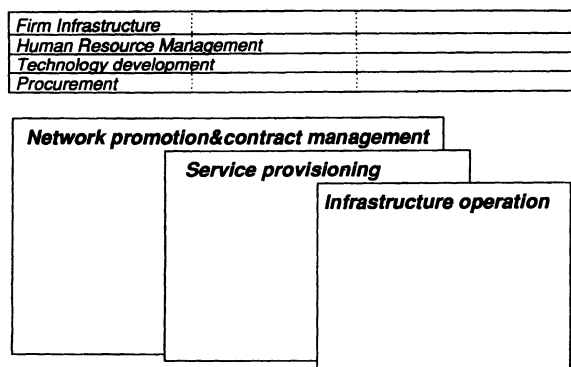 Firm Infrastructure
Human Resource Management
Technology development
Procurement
Network promotion&contract management
Service provisioning
Infrastructure operation